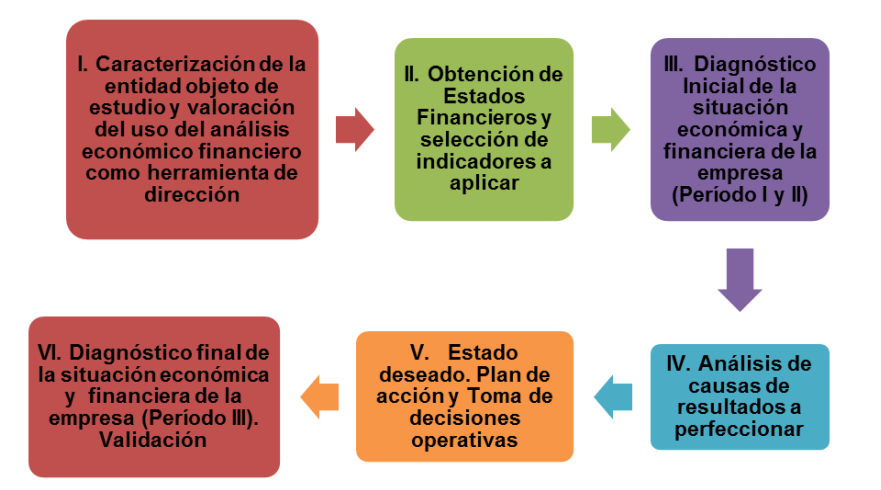 I. Caracterización de la
entidad objeto de
estudio y valoración
del uso del análisis
económico financiero
como herramienta de
dirección
II. Obtención de
Estados
Financieros y
selección de
indicadores a
aplicar
III. Diagnóstico
Inicial de la
situación
económica y
financiera de la
empresa
(Período I y II)
IV. Análisis de
causas de
resultados a
perfeccionar
V. Estado
deseado. Plan de
acción y Toma de
decisiones
operativas
VI. Diagnóstico final de
la situación económica
y financiera de la
empresa (Período III).
Validación